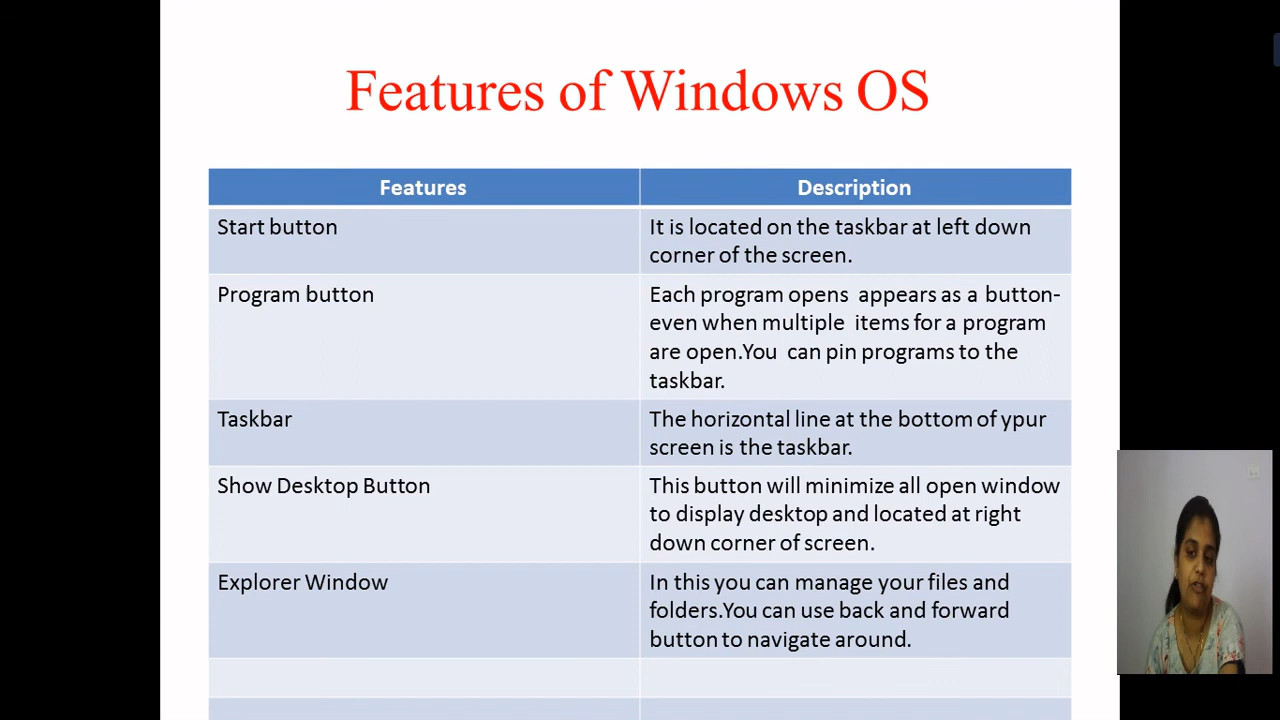 Features of Windows OS
Features
Description
Start button
It is located on the taskbar at left down
corner of the screen.
Program button
Each program opens  appears as a button-
even when multiple  items for a program
are open.You  can pin programs to the
taskbar.
Taskbar
The horizontal line at the bottom of ypur
screen is the taskbar.
Show Desktop Button
This button will minimize all open window
to display desktop and located at right
down corner of screen.
Explorer Window
In this you can manage your files and
folders.You can use back and forward
button to navigate around.